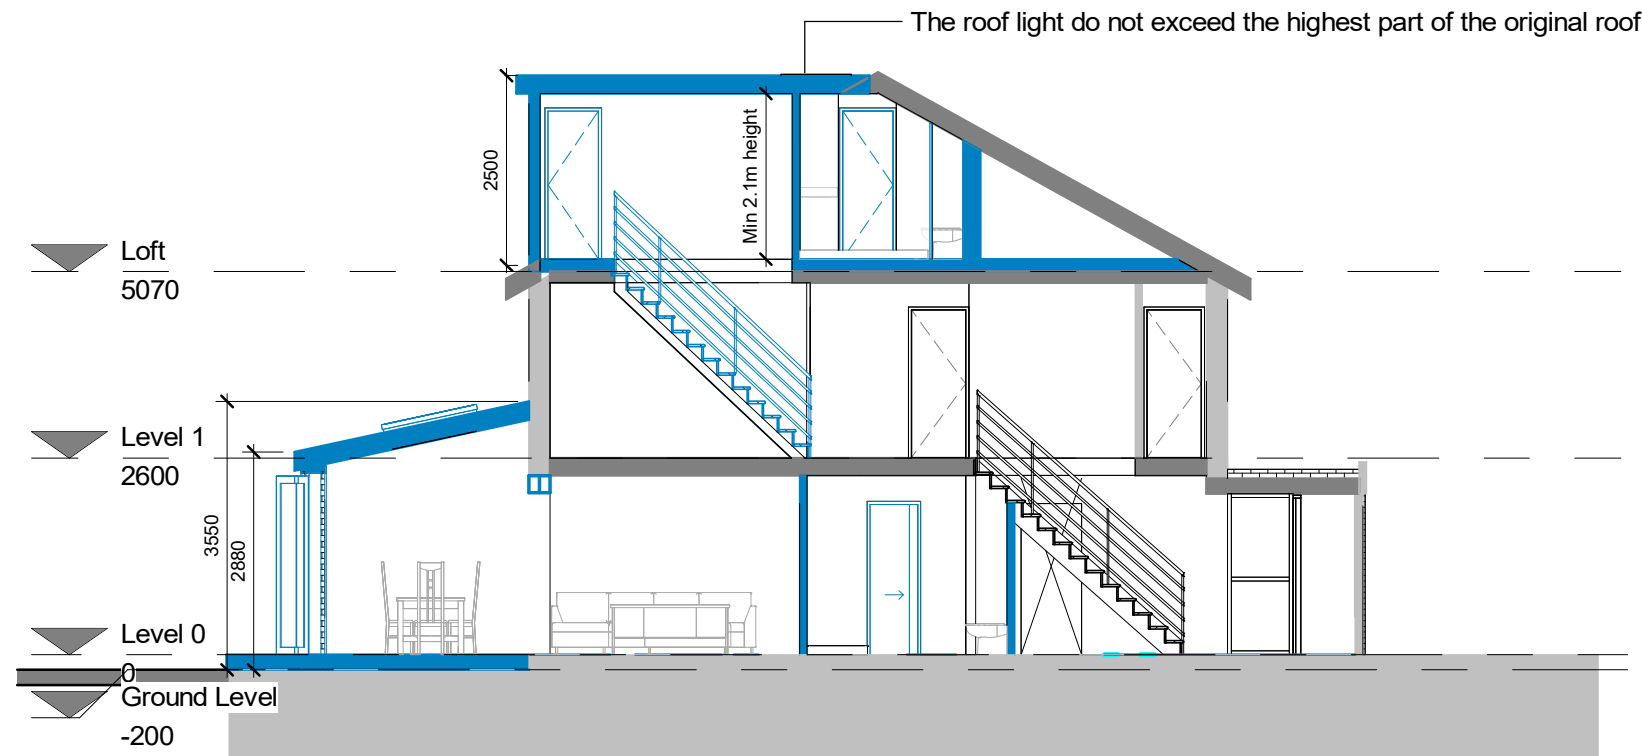 The roof light do not exceed the highest part of the original roof
2500
Min 2.1m height
Loft
5070
Level 1
2600
3550
2880
Level 0
0
Ground Level
-200